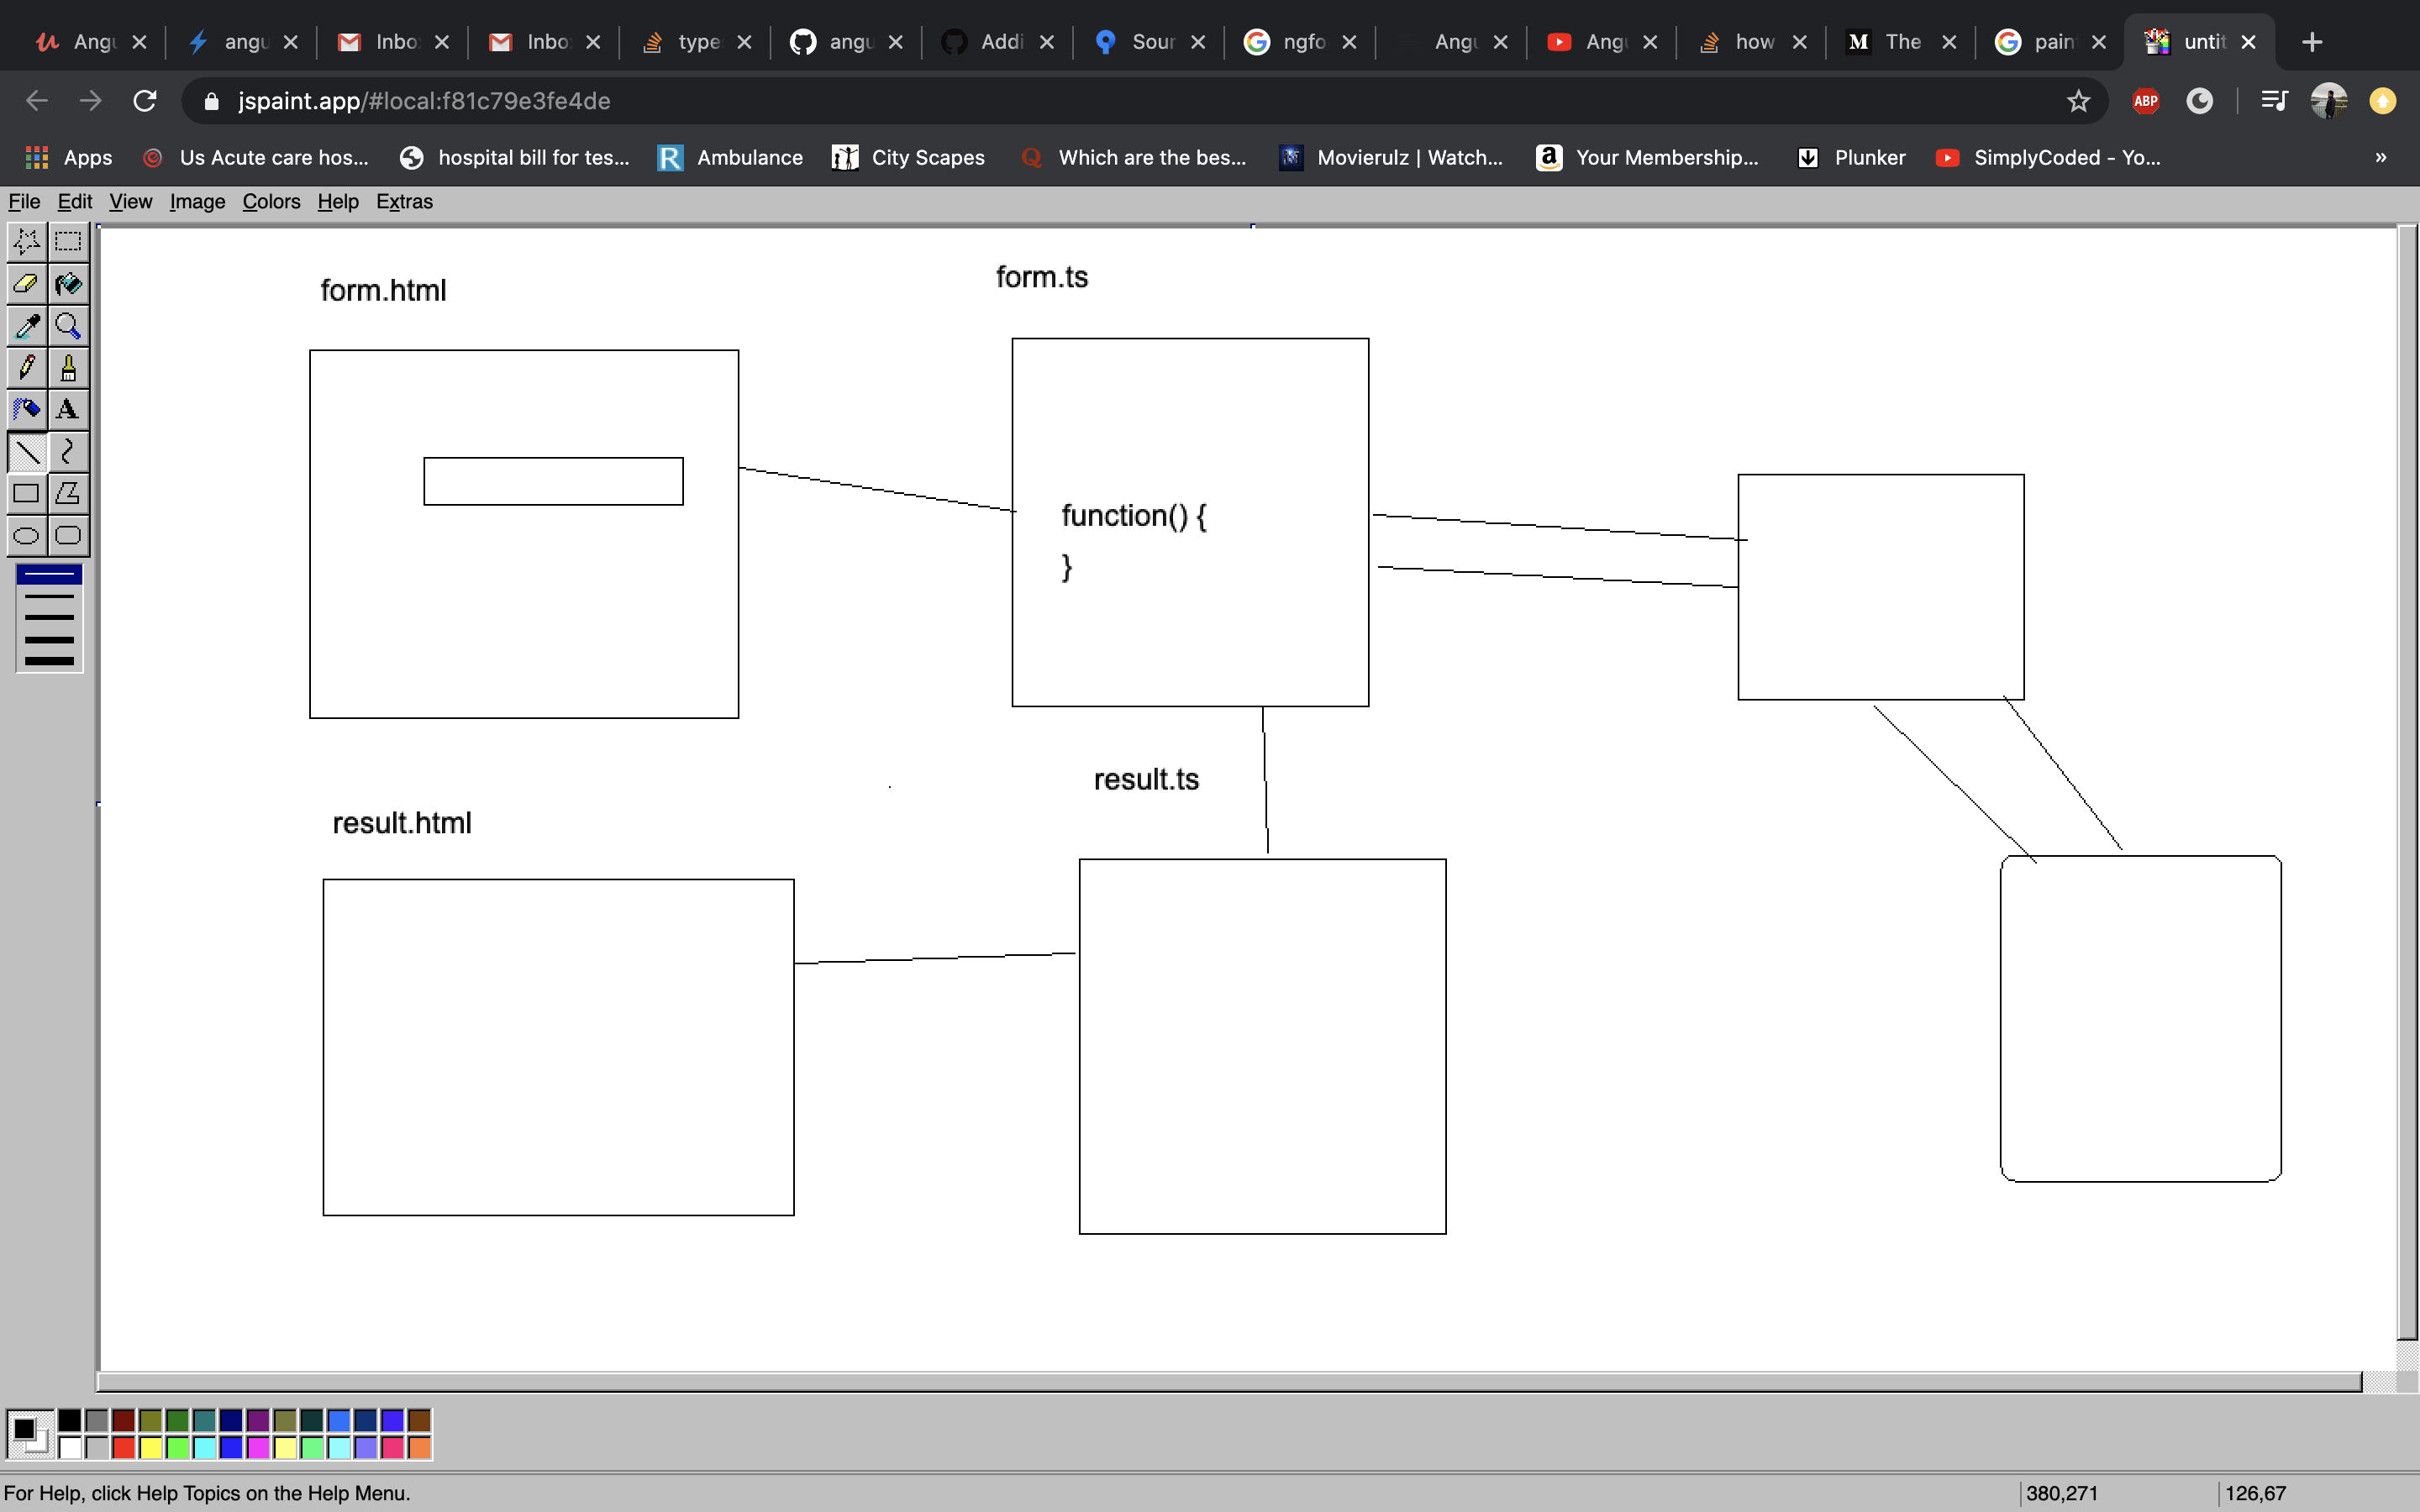 Angu
angu
Inbo
Inbo
type
angu
Addi
Sour
ngfo
Angu
Angu
how
M The
pain
untit
jspaint.app/#local:f81c79e3fe4de
ABP
Apps
Us Acute care hos...
hospital bill for tes...
R Ambulance
City Scapes
Which are the bes...
Movierulz | Watch...
a Your Membership...
Plunker
SimplyCoded - Yo...
»
File Edit View Image Colors Help Extras
A
form.html
form.ts
function() {
}
result.ts
result.html
For Help, click Help Topics on the Help Menu.
380,271
126,67